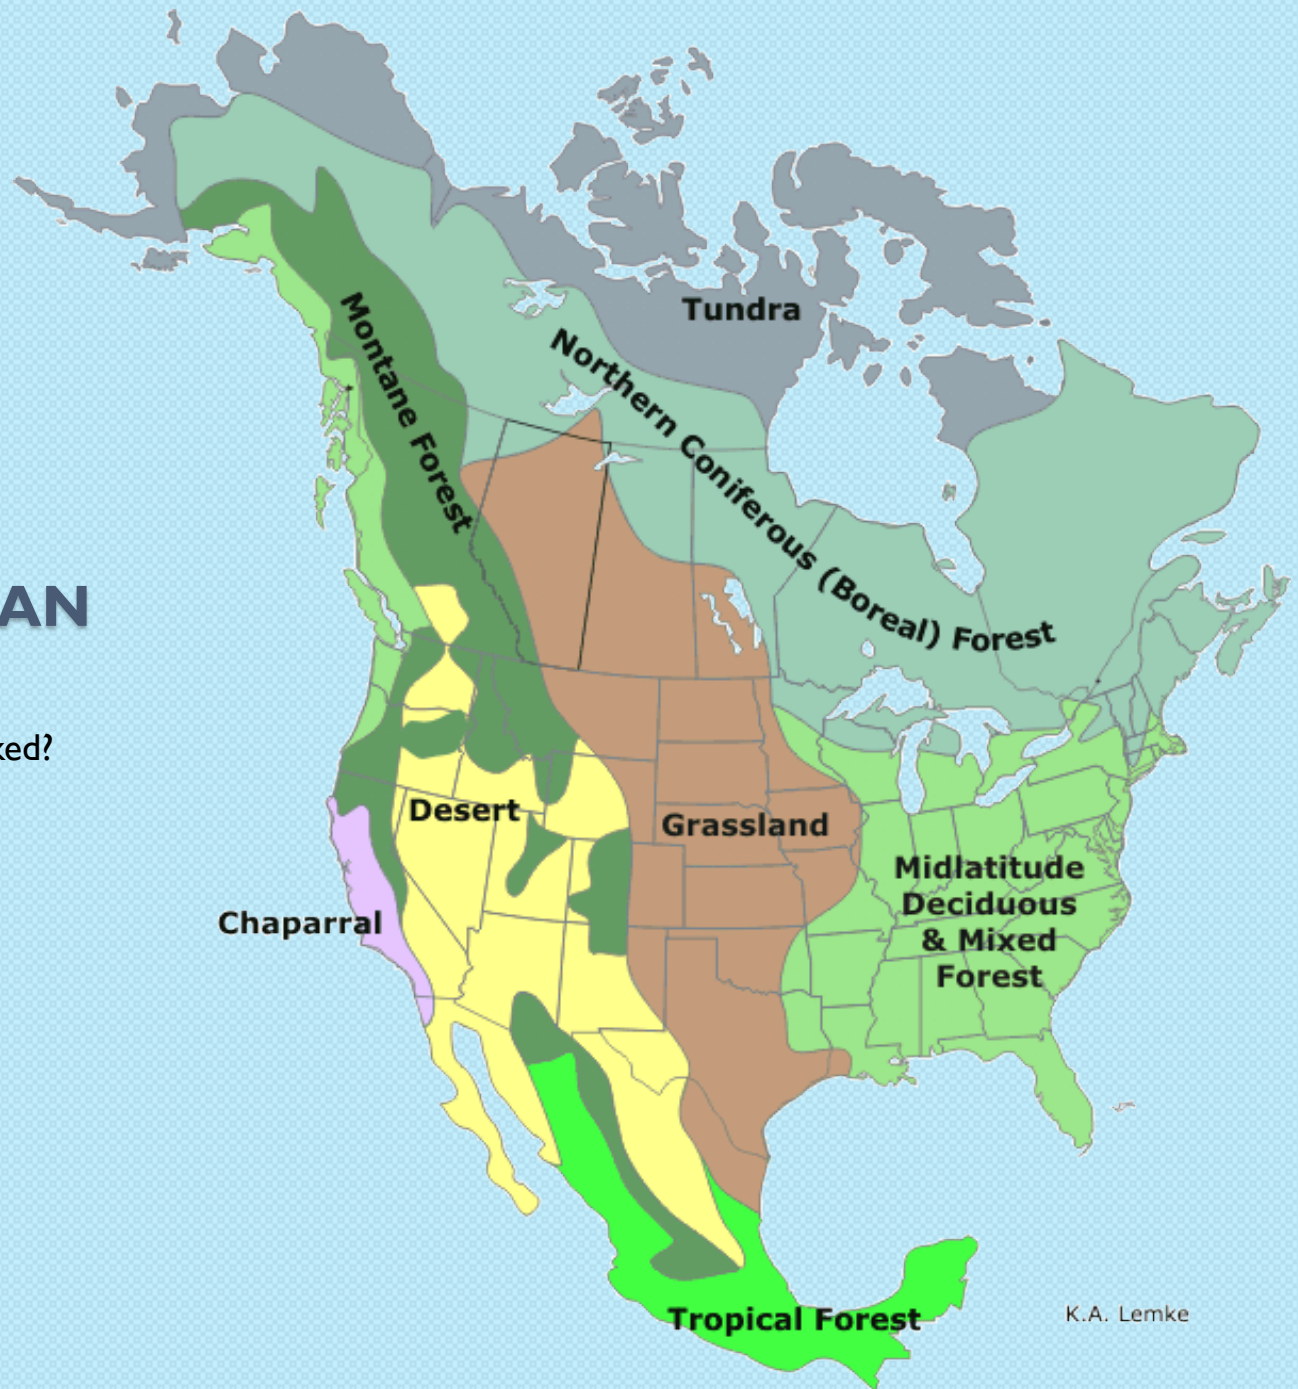 Tundra
Northern Coniferous (Boreal) Forest
Montane Forest
AN
ked?
Desert
Grassland
Midlatitude
Deciduous
& Mixed
Forest
Chaparral
Tropical Forest
K.A. Lemke